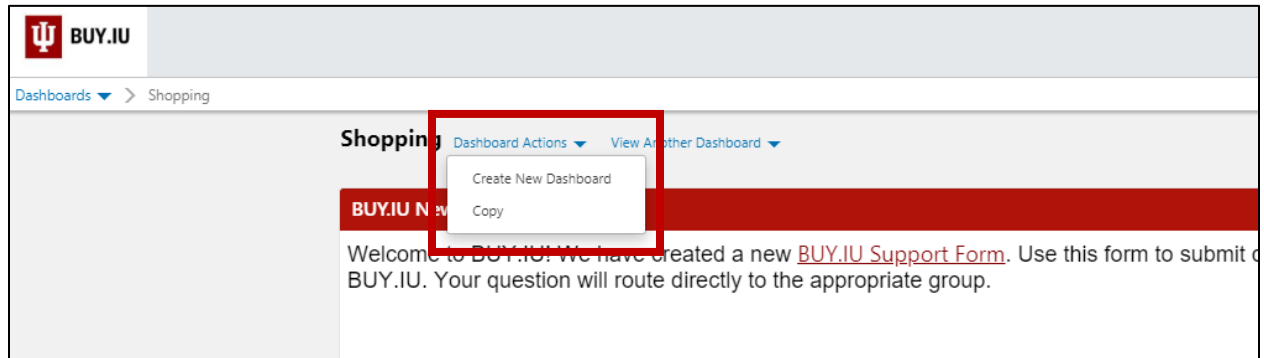 BUY.IU
Dashboards > Shopping
Shopping Dashboard Actions View Another Dashboard
Create New Dashboard
Copy
BUY.IU
Welcome to BUY.IU! We have created a new BUY.IU Support Form. Use this form to submit
BUY.IU. Your question will route directly to the appropriate group.